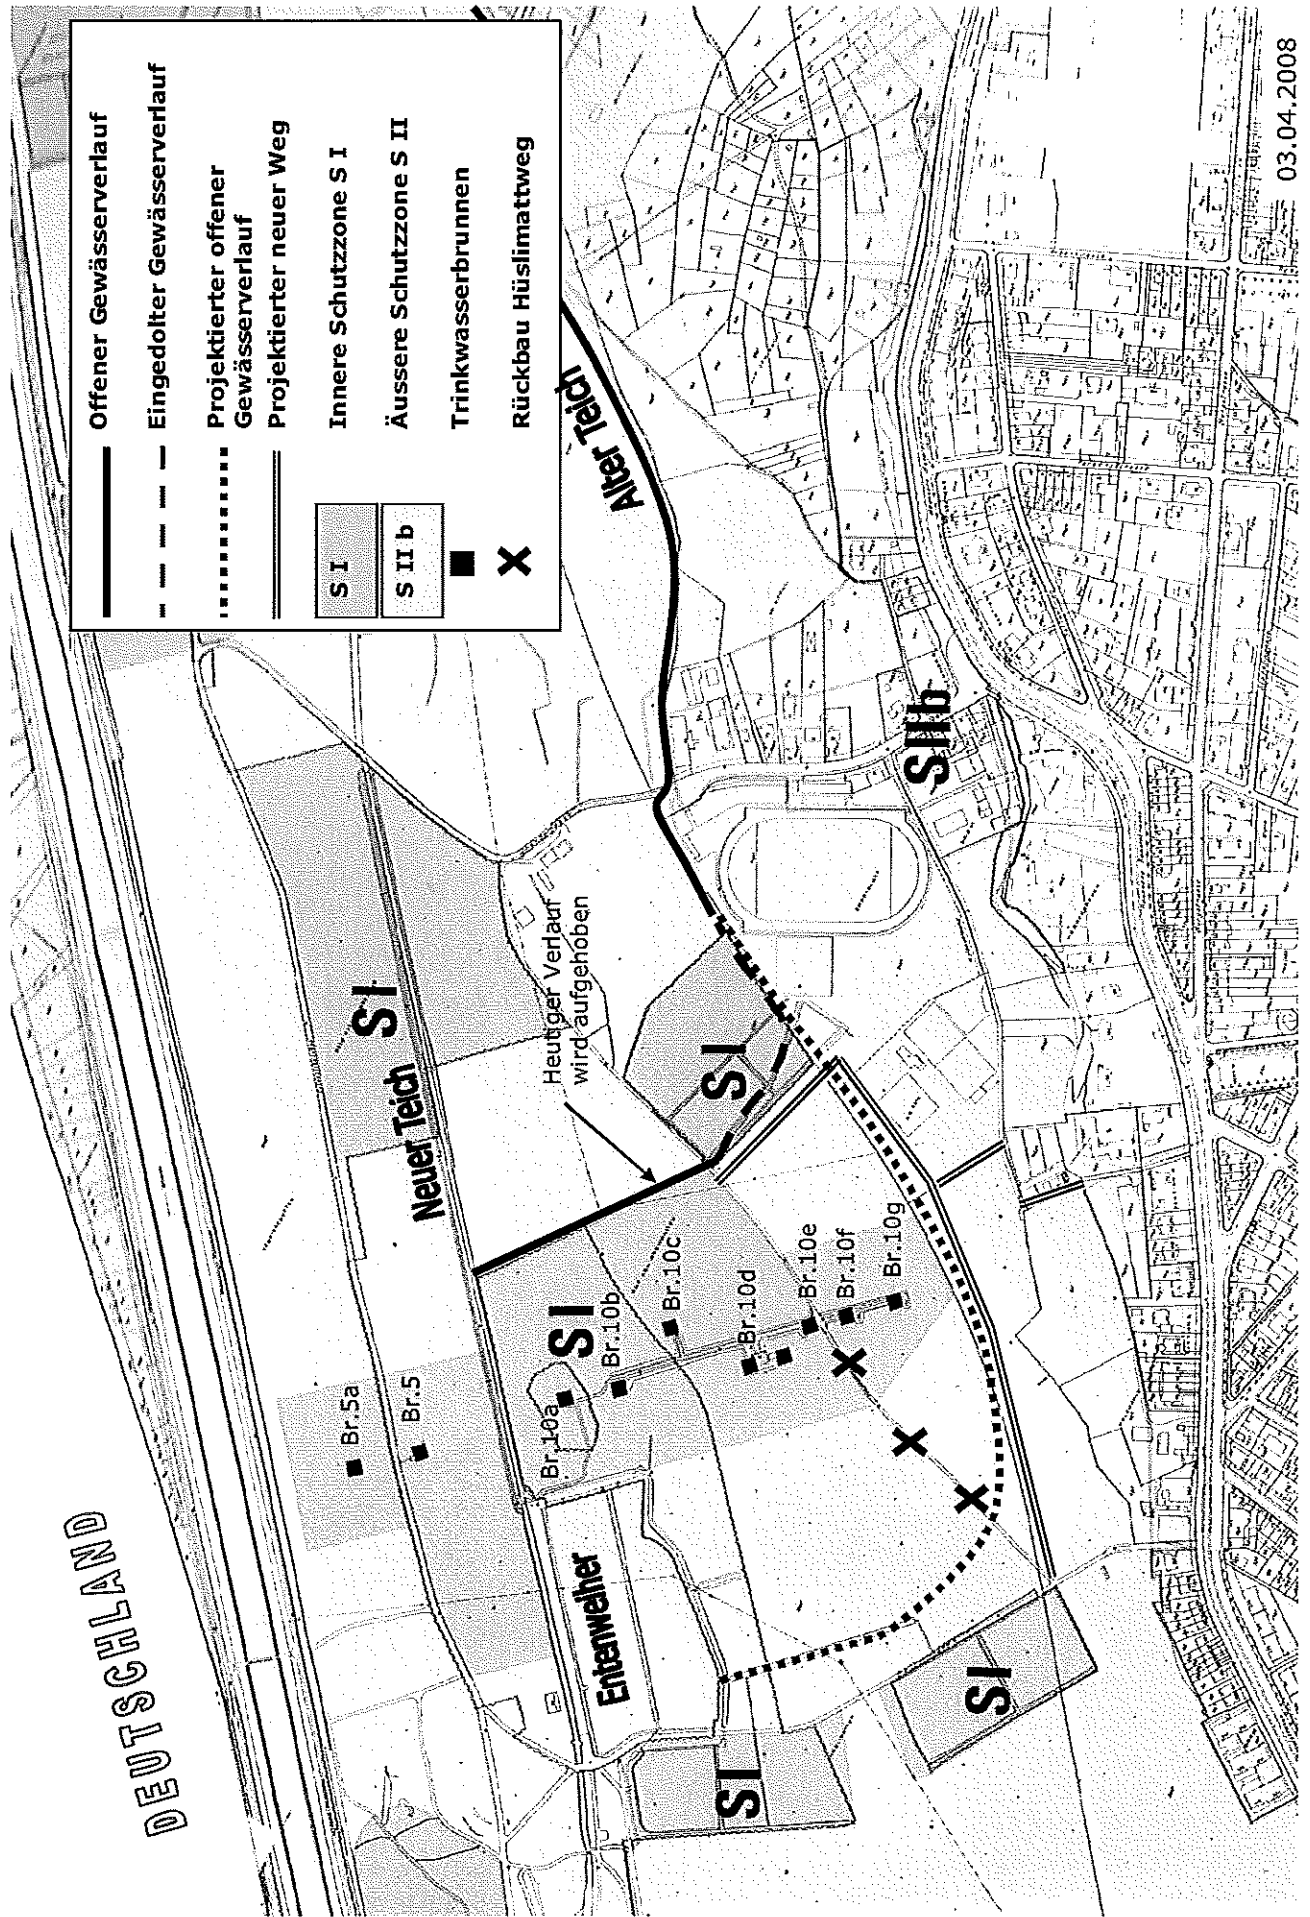 Offener Gewässerverlauf
Eingedolter Gewässerverlauf
Projektierter offener
Gewässerverlauf
Projektierter neuer Weg
S I
Innere Schutzzone S I
S II b
Äussere Schutzzone S II
Trinkwasserbrunnen
Rückbau Hüslimattweg
DEUTSCHLAND
Br.5a
Br.5
Neuer Teich
S I
Entenweiher
Br.10a
S I
Br.10b
Br.10c
Br.10d
Br.10e
Br.10f
Br.10g
Heutiger Verlauf
wird aufgehoben
S I
Alter Teich
SIIb
S I
S I
03.04.2008